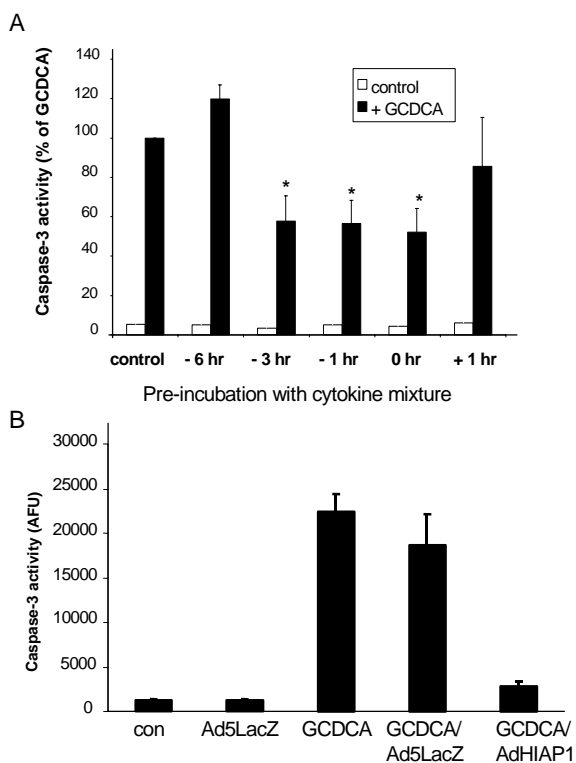 A
140
120
100
80
60
40
20
0
Caspase-3 activity (% of GCDCA)
control
+ GCDCA
* * *
control - 6 hr - 3 hr - 1 hr 0 hr + 1 hr
Pre-incubation with cytokine mixture
B
30000
25000
20000
15000
10000
5000
0
Caspase-3 activity (AFU)
con Ad5LacZ GCDCA GCDCA/ GCDCA/
Ad5LacZ AdHIAP1